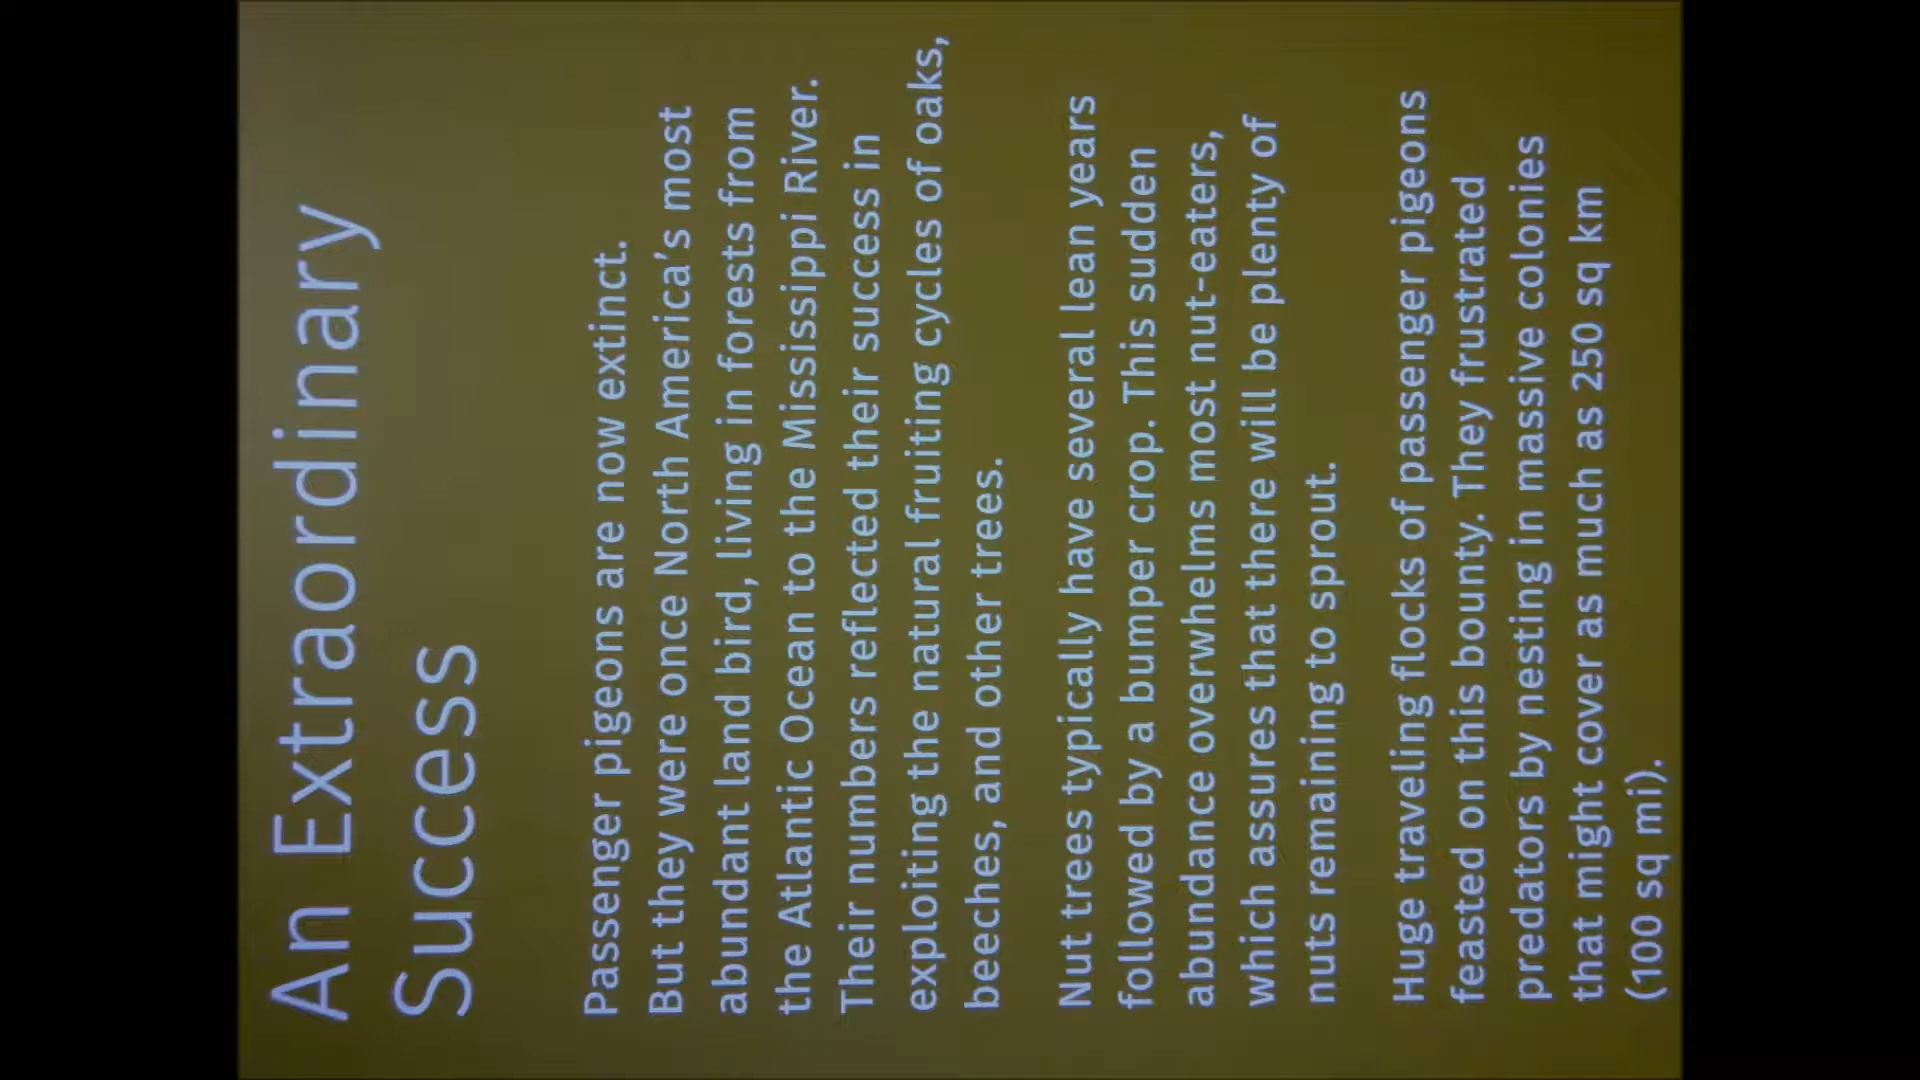 An Extraordinary
Success
Passenger pigeons are now extinct.
But they were once North America's most
abundant land bird, living in forests from
the Atlantic Ocean to the Mississippi River.
Their numbers reflected their success in
exploiting the natural fruiting cycles of oaks,
beeches, and other trees.
Nut trees typically have several lean years
followed by a bumper crop. This sudden
abundance overwhelms most nut-eaters,
which assures that there will be plenty of
nuts remaining to sprout.
Huge traveling flocks of passenger pigeons
feasted on this bounty. They frustrated
predators by nesting in massive colonies
that might cover as much as 250 sq km
(100 sq mi).